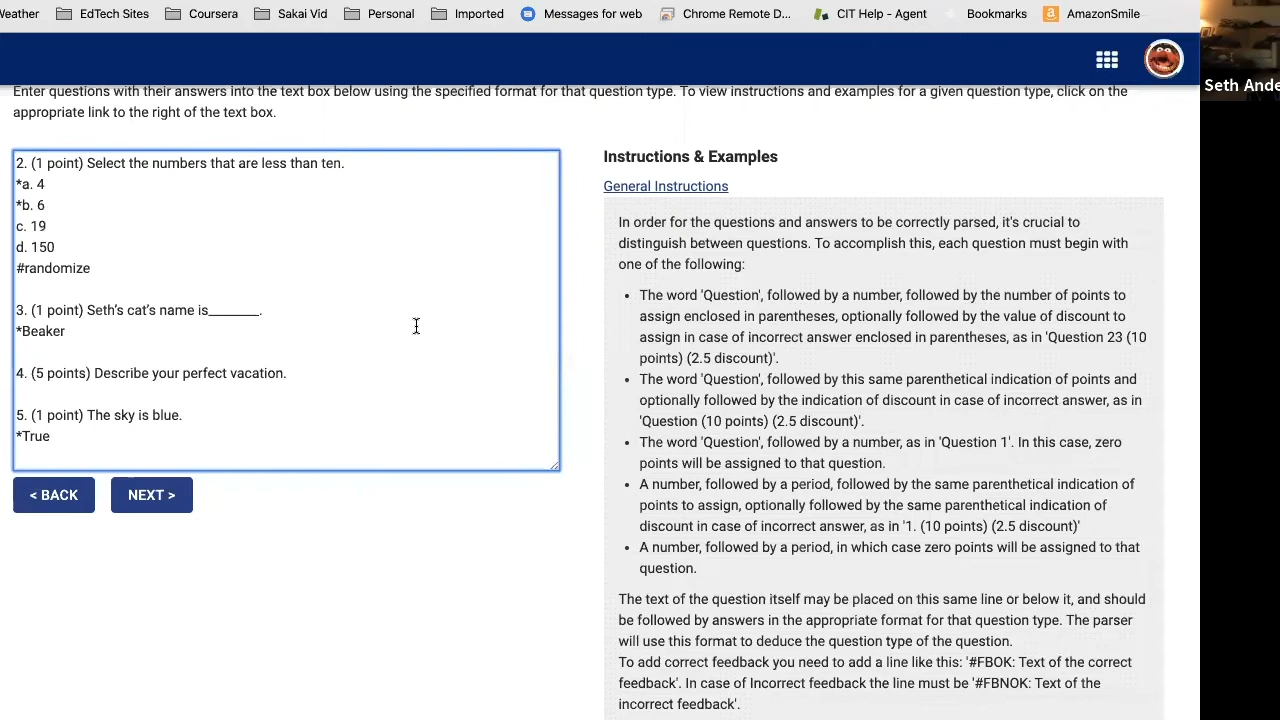 Weather EdTech Sites Coursera Sakai Vid Personal Imported Messages for web Chrome Remote D... CIT Help - Agent Bookmarks AmazonSmile
Seth Ande
Enter questions with their answers into the text box below using the specified format for that question type. To view instructions and examples for a given question type, click on the
appropriate link to the right of the text box.
2. (1 point) Select the numbers that are less than ten.
*a. 4
*b. 6
c. 19
d. 150
#randomize
3. (1 point) Seth’s cat’s name is_______.
*Beaker
4. (5 points) Describe your perfect vacation.
5. (1 point) The sky is blue.
*True
< BACK NEXT >
Instructions & Examples
General Instructions
In order for the questions and answers to be correctly parsed, it's crucial to
distinguish between questions. To accomplish this, each question must begin with
one of the following:
• The word 'Question', followed by a number, followed by the number of points to
assign enclosed in parentheses, optionally followed by the value of discount to
assign in case of incorrect answer enclosed in parentheses, as in 'Question 23 (10
points) (2.5 discount)'.
• The word 'Question', followed by this same parenthetical indication of points and
optionally followed by the indication of discount in case of incorrect answer, as in
'Question (10 points) (2.5 discount)'.
• The word 'Question', followed by a number, as in 'Question 1'. In this case, zero
points will be assigned to that question.
• A number, followed by a period, followed by the same parenthetical indication of
points to assign, optionally followed by the same parenthetical indication of
discount in case of incorrect answer, as in '1. (10 points) (2.5 discount)'
• A number, followed by a period, in which case zero points will be assigned to that
question.
The text of the question itself may be placed on this same line or below it, and should
be followed by answers in the appropriate format for that question type. The parser
will use this format to deduce the question type of the question.
To add correct feedback you need to add a line like this: '#FBOK: Text of the correct
feedback'. In case of Incorrect feedback the line must be '#FBNOK: Text of the
incorrect feedback'.